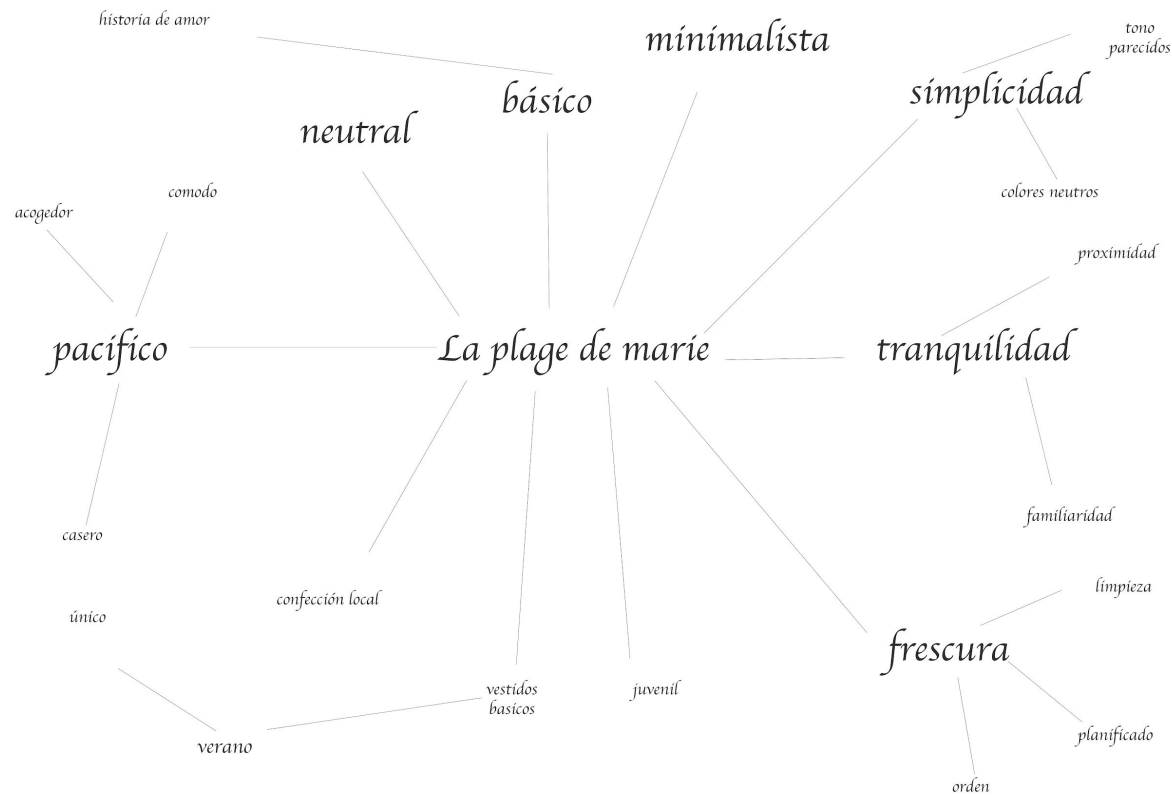 historia de amor
minimalista
tono
parecidos
básico
simplicidad
neutral
comodo
colores neutros
acogedor
proximidad
pacífico
La plage de marie
tranquilidad
familiaridad
casero
limpieza
confección local
único
frescura
vestidos
basicos
juvenil
planificado
verano
orden